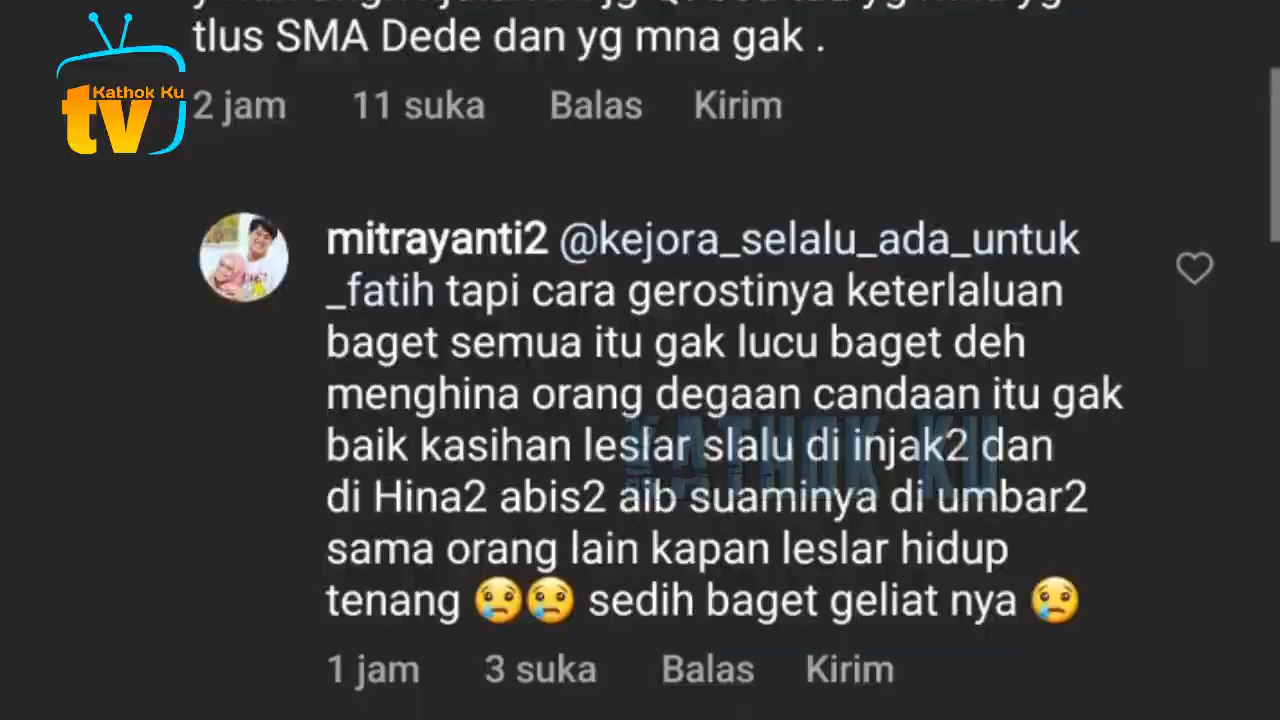 tlus SMA Dede dan yg mna gak .
Kathok Ku
tv
2 jam 11 suka Balas Kirim
mitrayanti2 @kejora_selalu_ada_untuk
_fatih tapi cara gerostinya keterlaluan
baget semua itu gak lucu baget deh
menghina orang degaan candaan itu gak
baik kasihan leslar slalu di injak2 dan
di Hina2 abis2 aib suaminya di umbar2
sama orang lain kapan leslar hidup
tenang 😢😢 sedih baget geliat nya 😢
KATHOK KU
1 jam 3 suka Balas Kirim